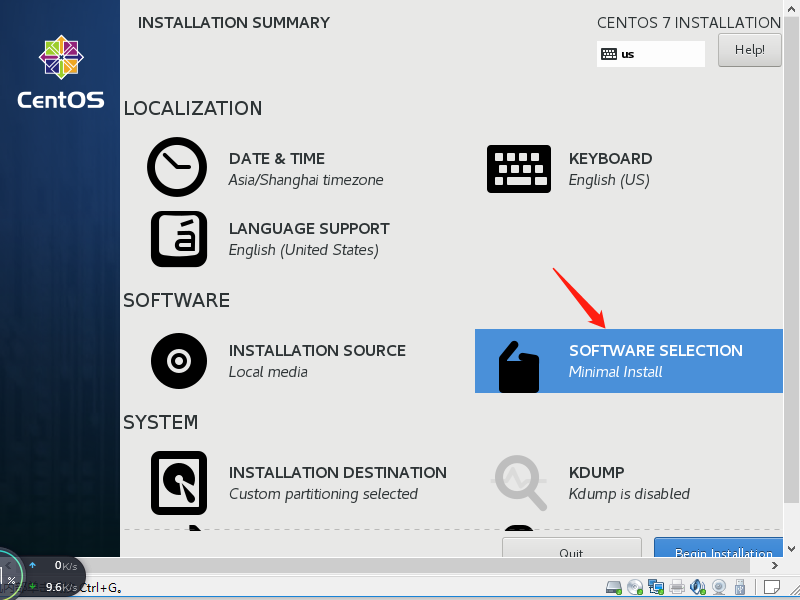 INSTALLATION SUMMARY
CENTOS 7 INSTALLATION
us
Help!
CentOS
LOCALIZATION
DATE & TIME
Asia/Shanghai timezone
KEYBOARD
English (US)
LANGUAGE SUPPORT
English (United States)
SOFTWARE
INSTALLATION SOURCE
Local media
SOFTWARE SELECTION
Minimal Install
SYSTEM
INSTALLATION DESTINATION
Custom partitioning selected
KDUMP
Kdump is disabled
Quit
Begin Installation
%
0K/s
9.6K/s
Ctrl+G。